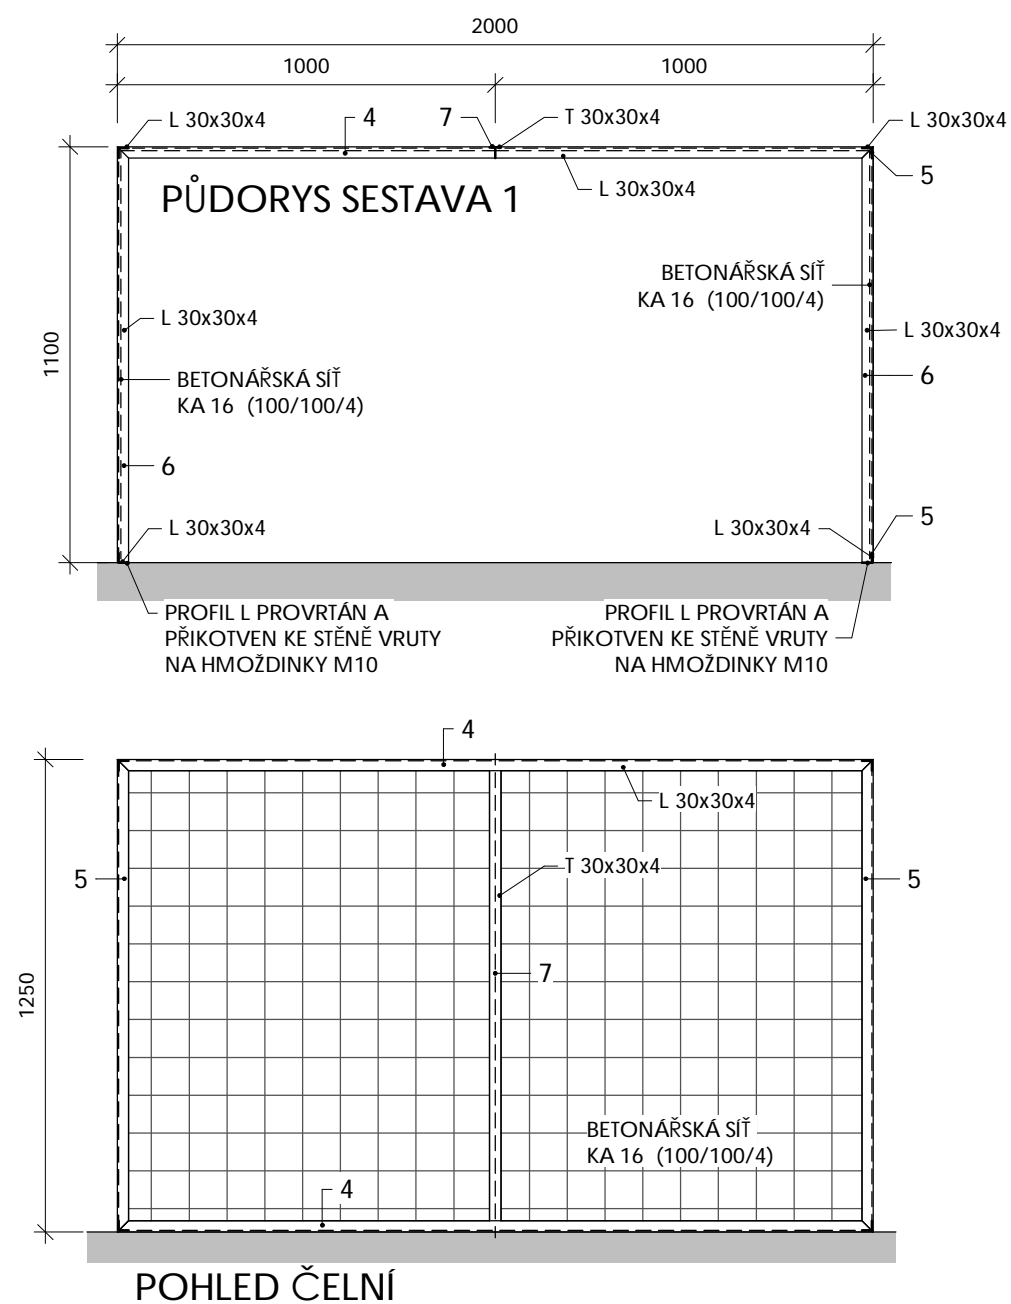 2000
1000
1000
L 30x30x4
4
7
T 30x30x4
L 30x30x4
5
L 30x30x4
PŮDORYS SESTAVA 1
BETONÁŘSKÁ SÍŤ
KA 16 (100/100/4)
L 30x30x4
L 30x30x4
1100
BETONÁŘSKÁ SÍŤ
KA 16 (100/100/4)
6
6
L 30x30x4
L 30x30x4
5
PROFIL L PROVRTÁN A
PŘIKOTVEN KE STĚNĚ VRUTY
NA HMOŽDINKY M10
PROFIL L PROVRTÁN A
PŘIKOTVEN KE STĚNĚ VRUTY
NA HMOŽDINKY M10
4
L 30x30x4
T 30x30x4
5
5
7
1250
BETONÁŘSKÁ SÍŤ
KA 16 (100/100/4)
4
POHLED ČELNÍ